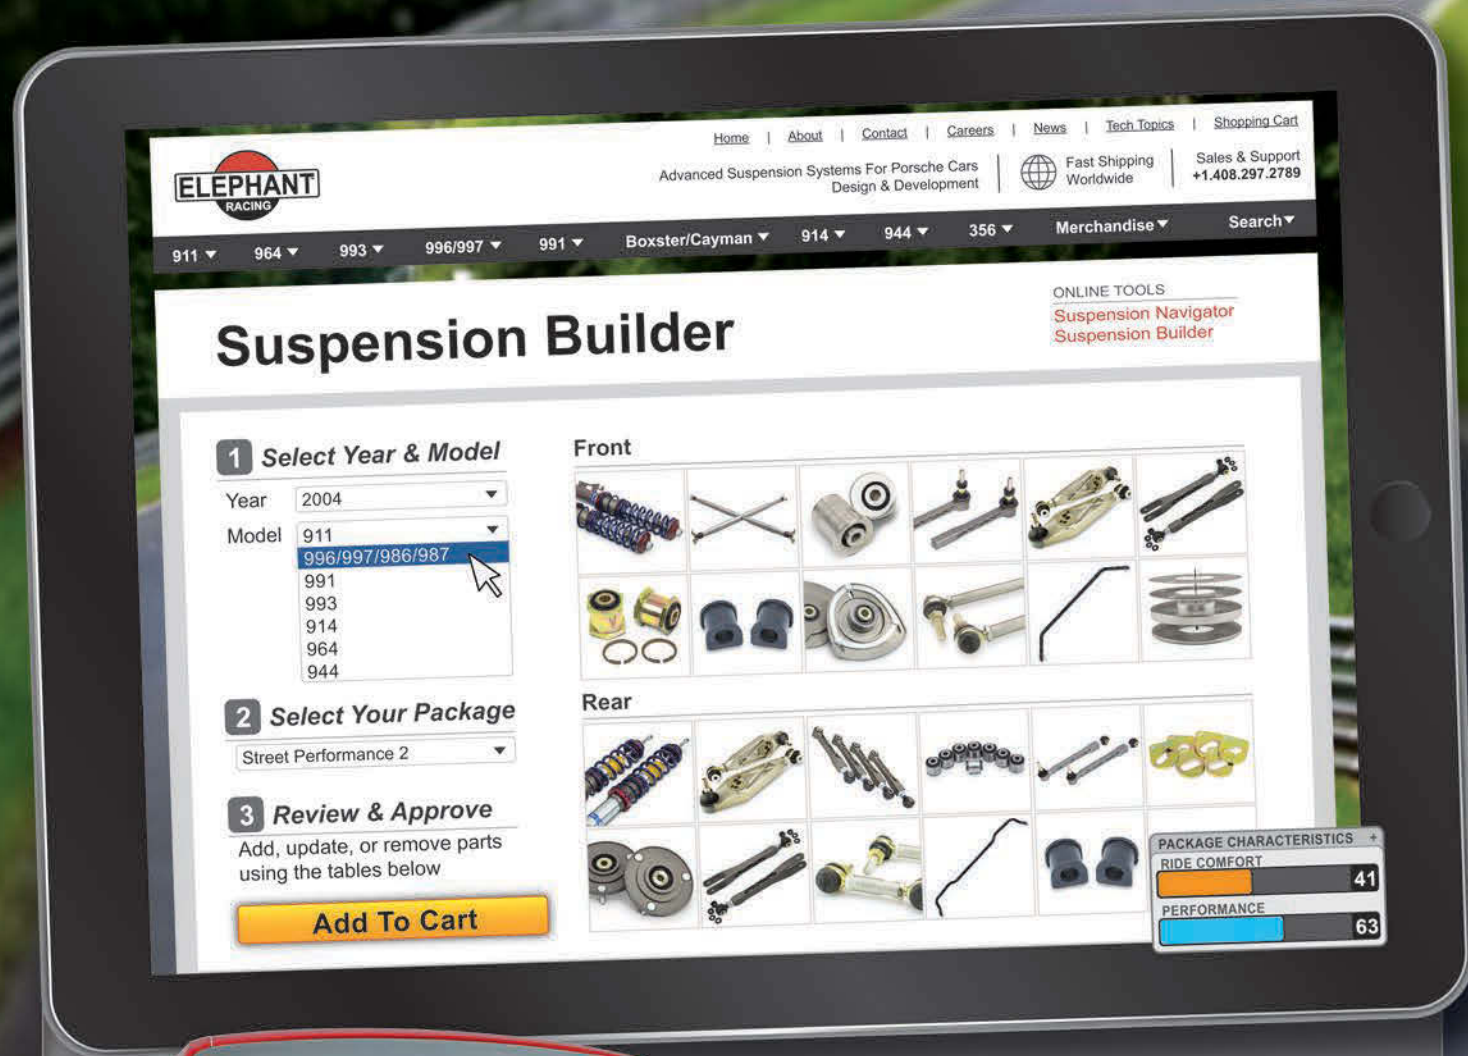 Home | About | Contact | Careers | News | Tech Topics | Shopping Cart
ELEPHANT
RACING
Advanced Suspension Systems For Porsche Cars
Design & Development
Fast Shipping
Worldwide
Sales & Support
+1.408.297.2789
911 964 993 996/997 991 Boxster/Cayman 914 944 356 Merchandise Search
Suspension Builder
ONLINE TOOLS
Suspension Navigator
Suspension Builder
1 Select Year & Model
Year 2004
Model 911
996/997/986/987
991
993
914
964
944
2 Select Your Package
Street Performance 2
3 Review & Approve
Add, update, or remove parts
using the tables below
Add To Cart
Front
Rear
PACKAGE CHARACTERISTICS +
RIDE COMFORT
41
PERFORMANCE
63